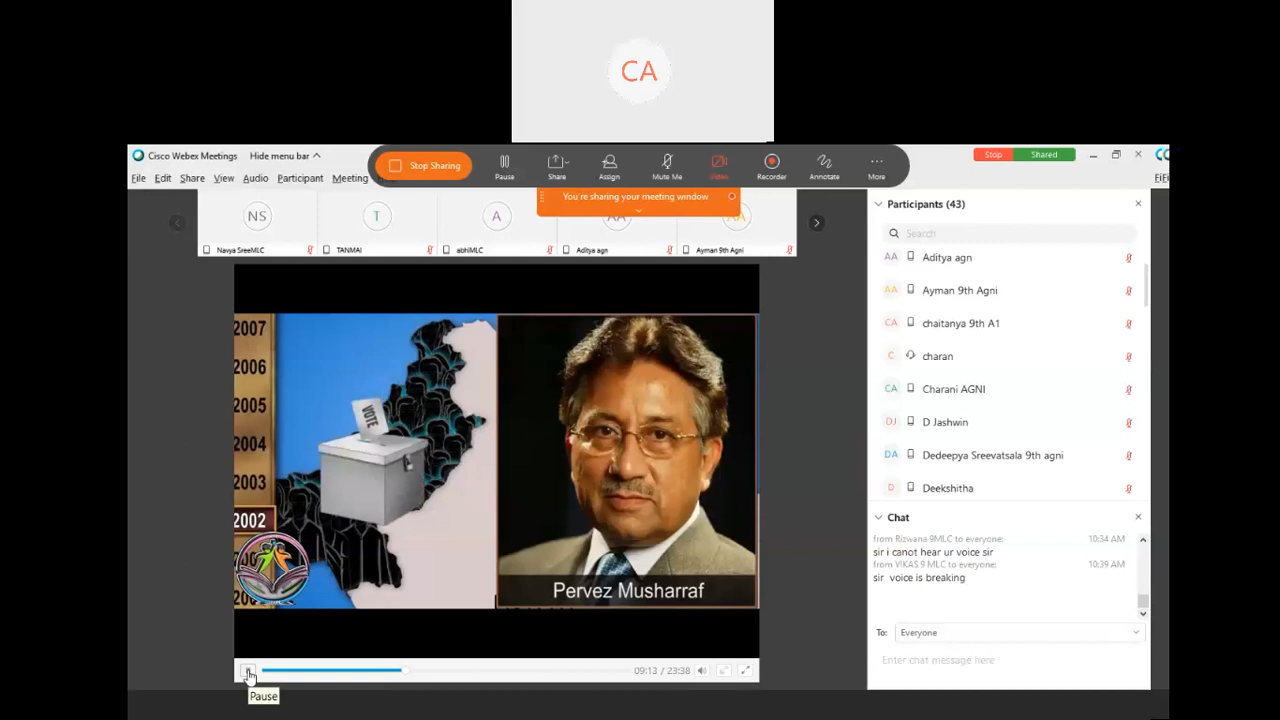 CA
Cisco Webex Meetings
Hide menu bar
Stop Sharing
Pause
Share
Assign
Mute Me
Recorder
Annotate
More
Stop
Shared
File
Edit
Share
View
Audio
Participant
Meeting
You're sharing your meeting window
NS
T
A
AA
AA
Navya SreeMLC
TANMAI
abhiMLC
Aditya agn
Ayman 9th Agni
Participants (43)
Search
AA Aditya agn
AA Ayman 9th Agni
CA chaitanya 9th A1
C charan
CA Charani AGNI
DJ D Jashwin
DA Dedeepya Sreevatsala 9th agni
D Deekshitha
2007
2006
2005
2004
2003
2002
VOTE
Pervez Musharraf
Chat
from Rizwana 9MLC to everyone: 10:34 AM
sir i canot hear ur voice sir
from VIKAS 9 MLC to everyone: 10:39 AM
sir voice is breaking
To: Everyone
Enter chat message here
09:13 / 23:38
Pause